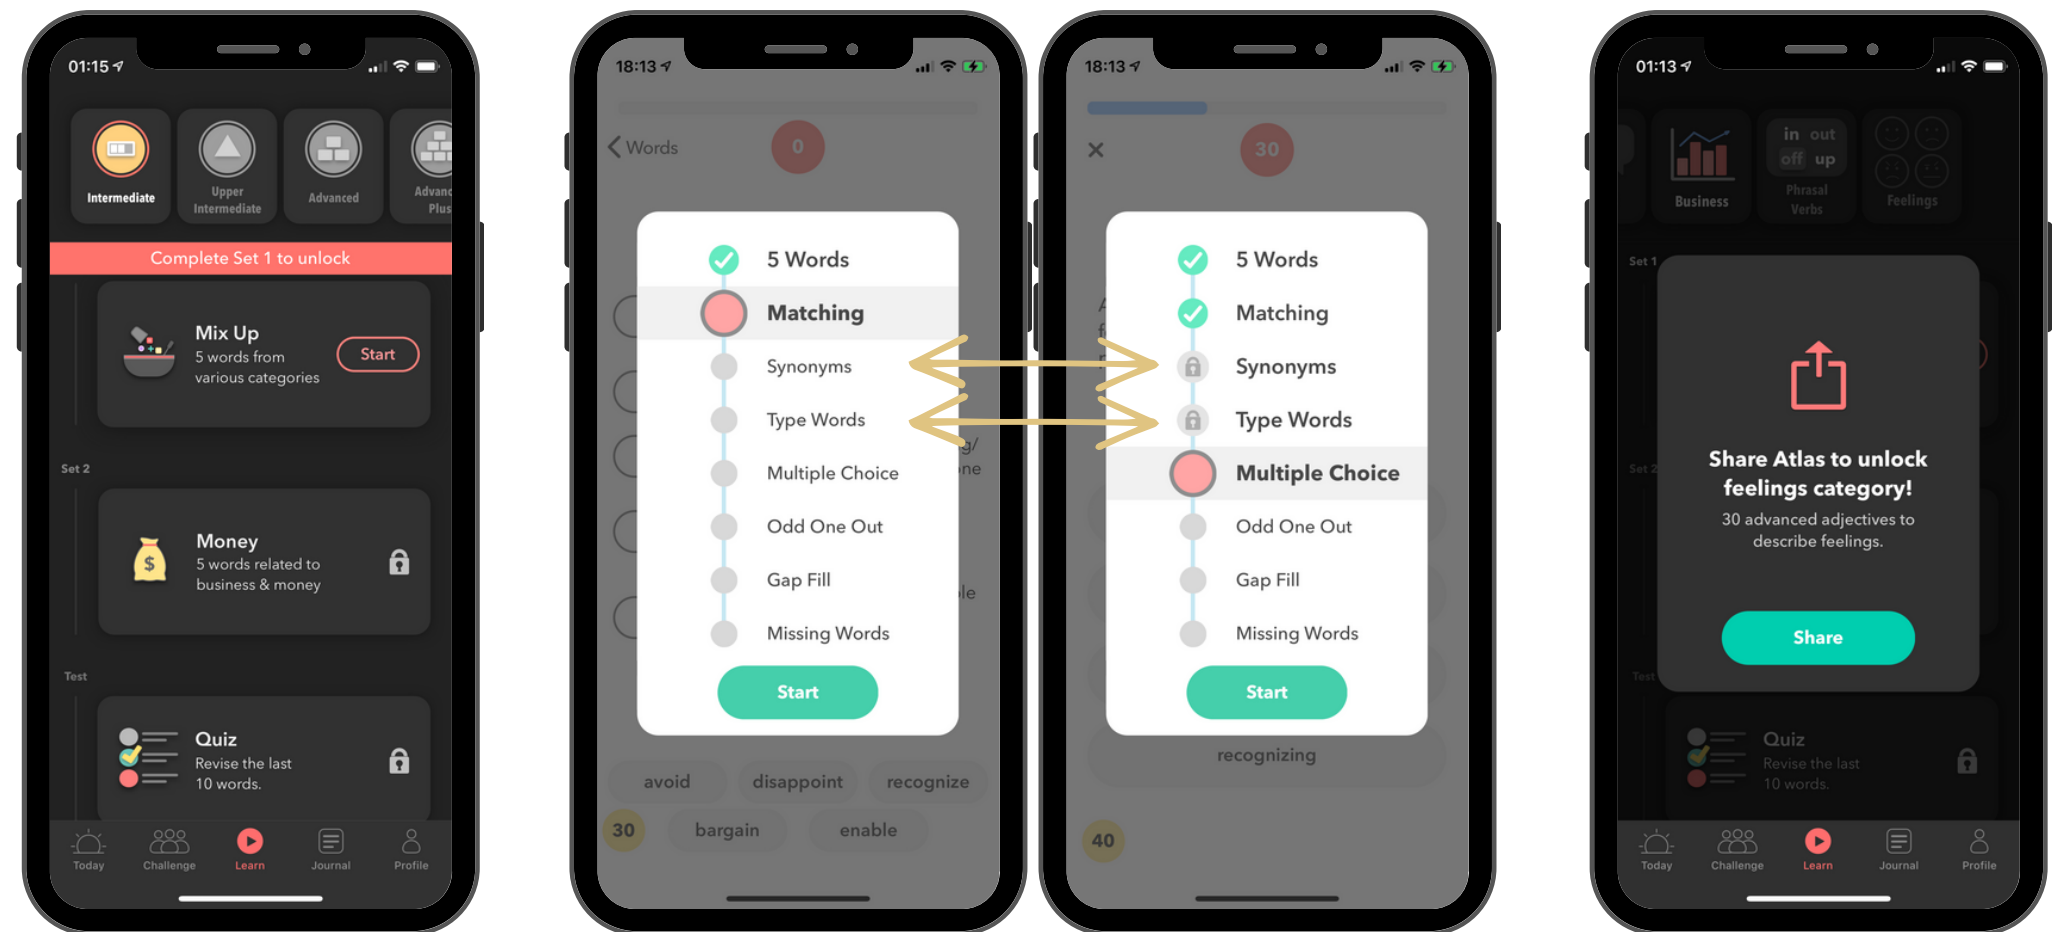 01:15
Intermediate
Upper
Intermediate
Advanced
Advanc
Plus
Complete Set 1 to unlock
Mix Up
5 words from
various categories
Start
Set 2
Money
5 words related to
business & money
$
Test
Quiz
Revise the last
10 words.
Today
Challenge
Learn
Journal
Profile
18:13
Words
0
5 Words
Matching
Synonyms
Type Words
Multiple Choice
Odd One Out
Gap Fill
Missing Words
Start
g/
ne
le
avoid
disappoint
recognize
30
bargain
enable
18:13
30
5 Words
Matching
Synonyms
Type Words
Multiple Choice
Odd One Out
Gap Fill
Missing Words
Start
recognizing
40
01:13
Business
in out
off up
Phrasal
Verbs
Feelings
Set 1
Share Atlas to unlock
feelings category!
30 advanced adjectives to
describe feelings.
Share
Set 2
Test
Quiz
Revise the last
10 words.
Today
Challenge
Learn
Journal
Profile